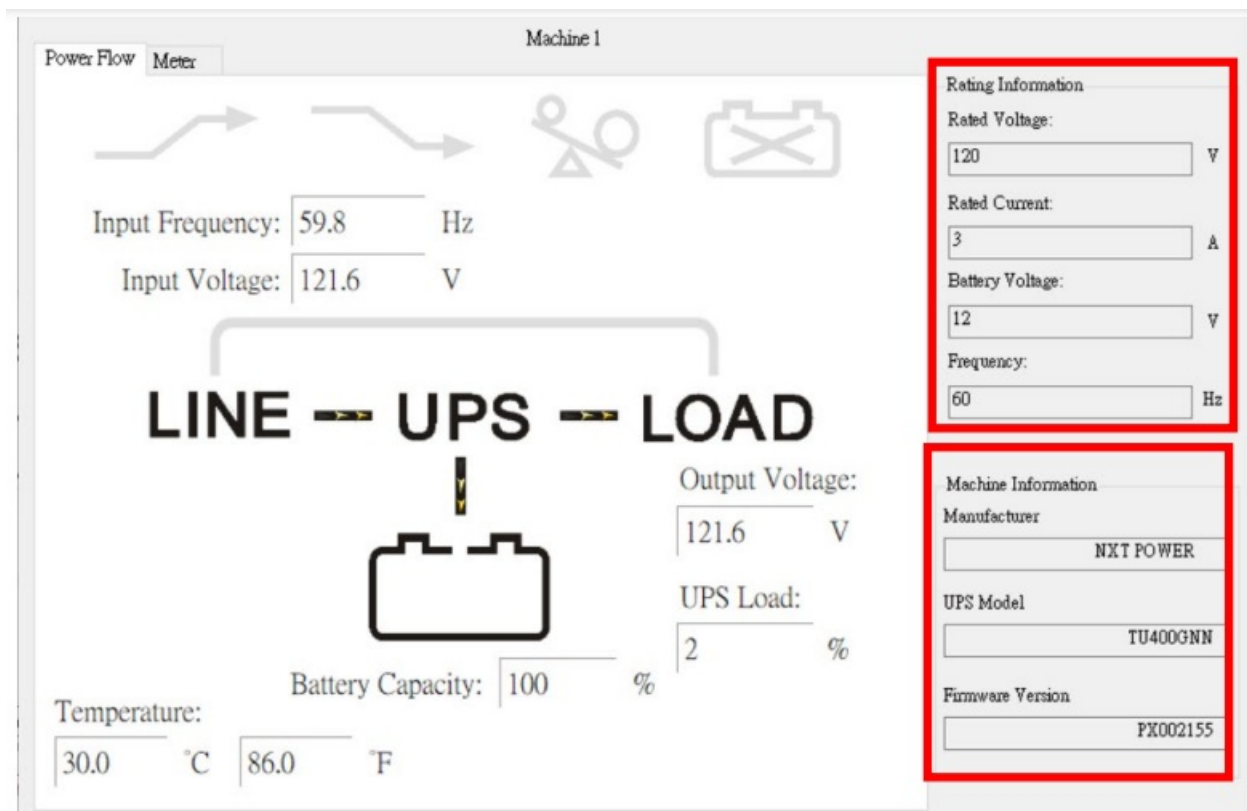 Machine 1
Power Flow Meter
Input Frequency: 59.8 Hz
Input Voltage: 121.6 V
LINE UPS LOAD
Output Voltage:
121.6 V
UPS Load:
2 %
Battery Capacity: 100 %
Temperature:
30.0 °C 86.0 °F
Rating Information
Rated Voltage:
120 V
Rated Current:
3 A
Battery Voltage:
12 V
Frequency:
60 Hz
Machine Information
Manufacturer
NXT POWER
UPS Model
TU400GNN
Firmware Version
PX002155